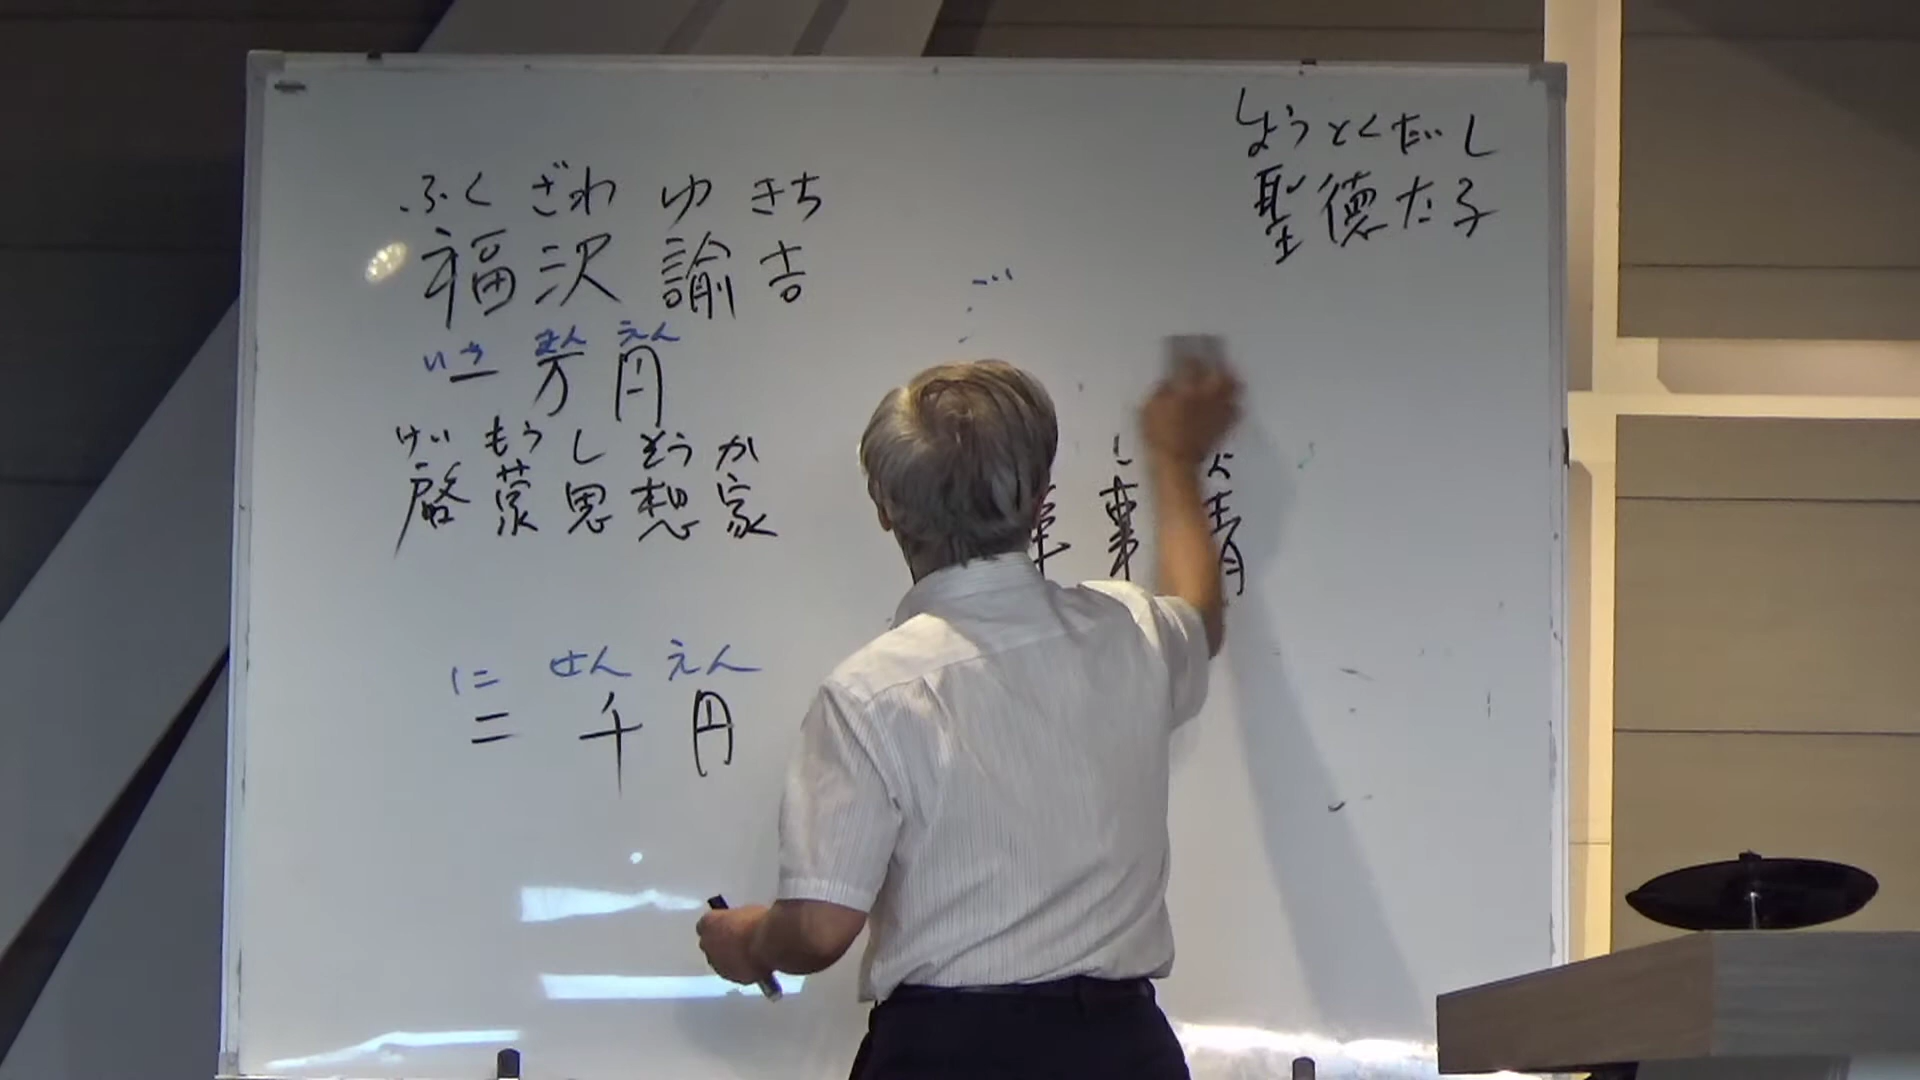 ふくざわゆきち
福沢諭吉
いちまんえん
一万円
けいもうしそうか
啓蒙思想家
にせんえん
二千円
しょうとくたいし
聖徳太子